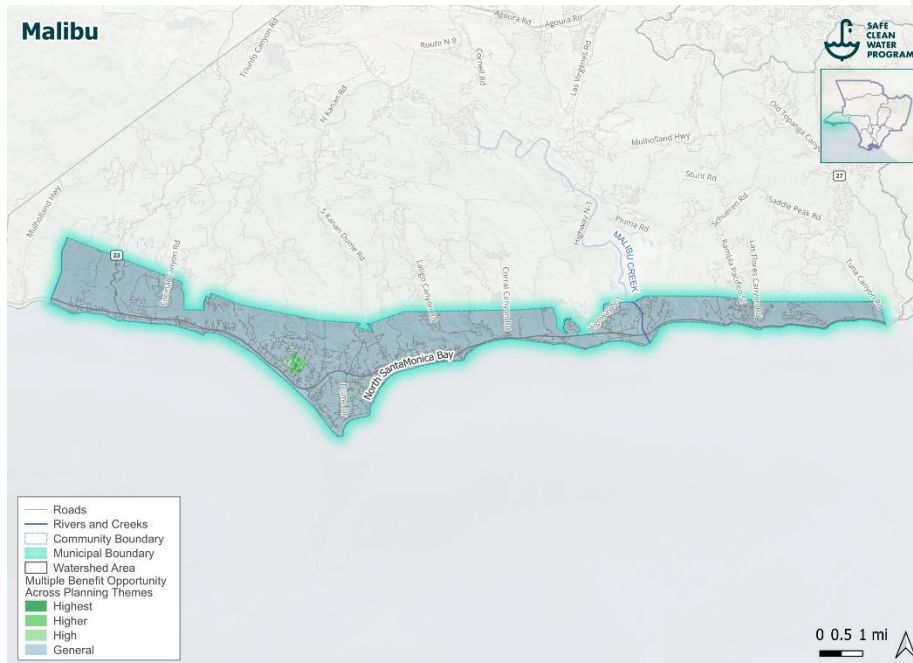 Malibu
SAFE
CLEAN
WATER
PROGRAM
Agoura Rd
Agoura Rd
Route N-9
Triunfo Canyon Rd
Cornell Rd
Las Virgenes Rd
N Kanan Rd
Old Topanga Canyon
Mulholland Hwy
27
Stunt Rd
Mulholland Hwy
Saddle Peak Rd
Schueren Rd
Piuma Rd
Highway N-1
S Kanan Dume Rd
MALIBU CREEK
Rambla Pacifico St
Las Flores Canyon Rd
Tuna Canyon Rd
23
Encinal Canyon Rd
Latigo Canyon Rd
Corral Canyon Rd
North SantaMonica Bay
Roads
Rivers and Creeks
Community Boundary
Municipal Boundary
Watershed Area
Multiple Benefit Opportunity
Across Planning Themes
Highest
Higher
High
General
0 0.5 1 mi